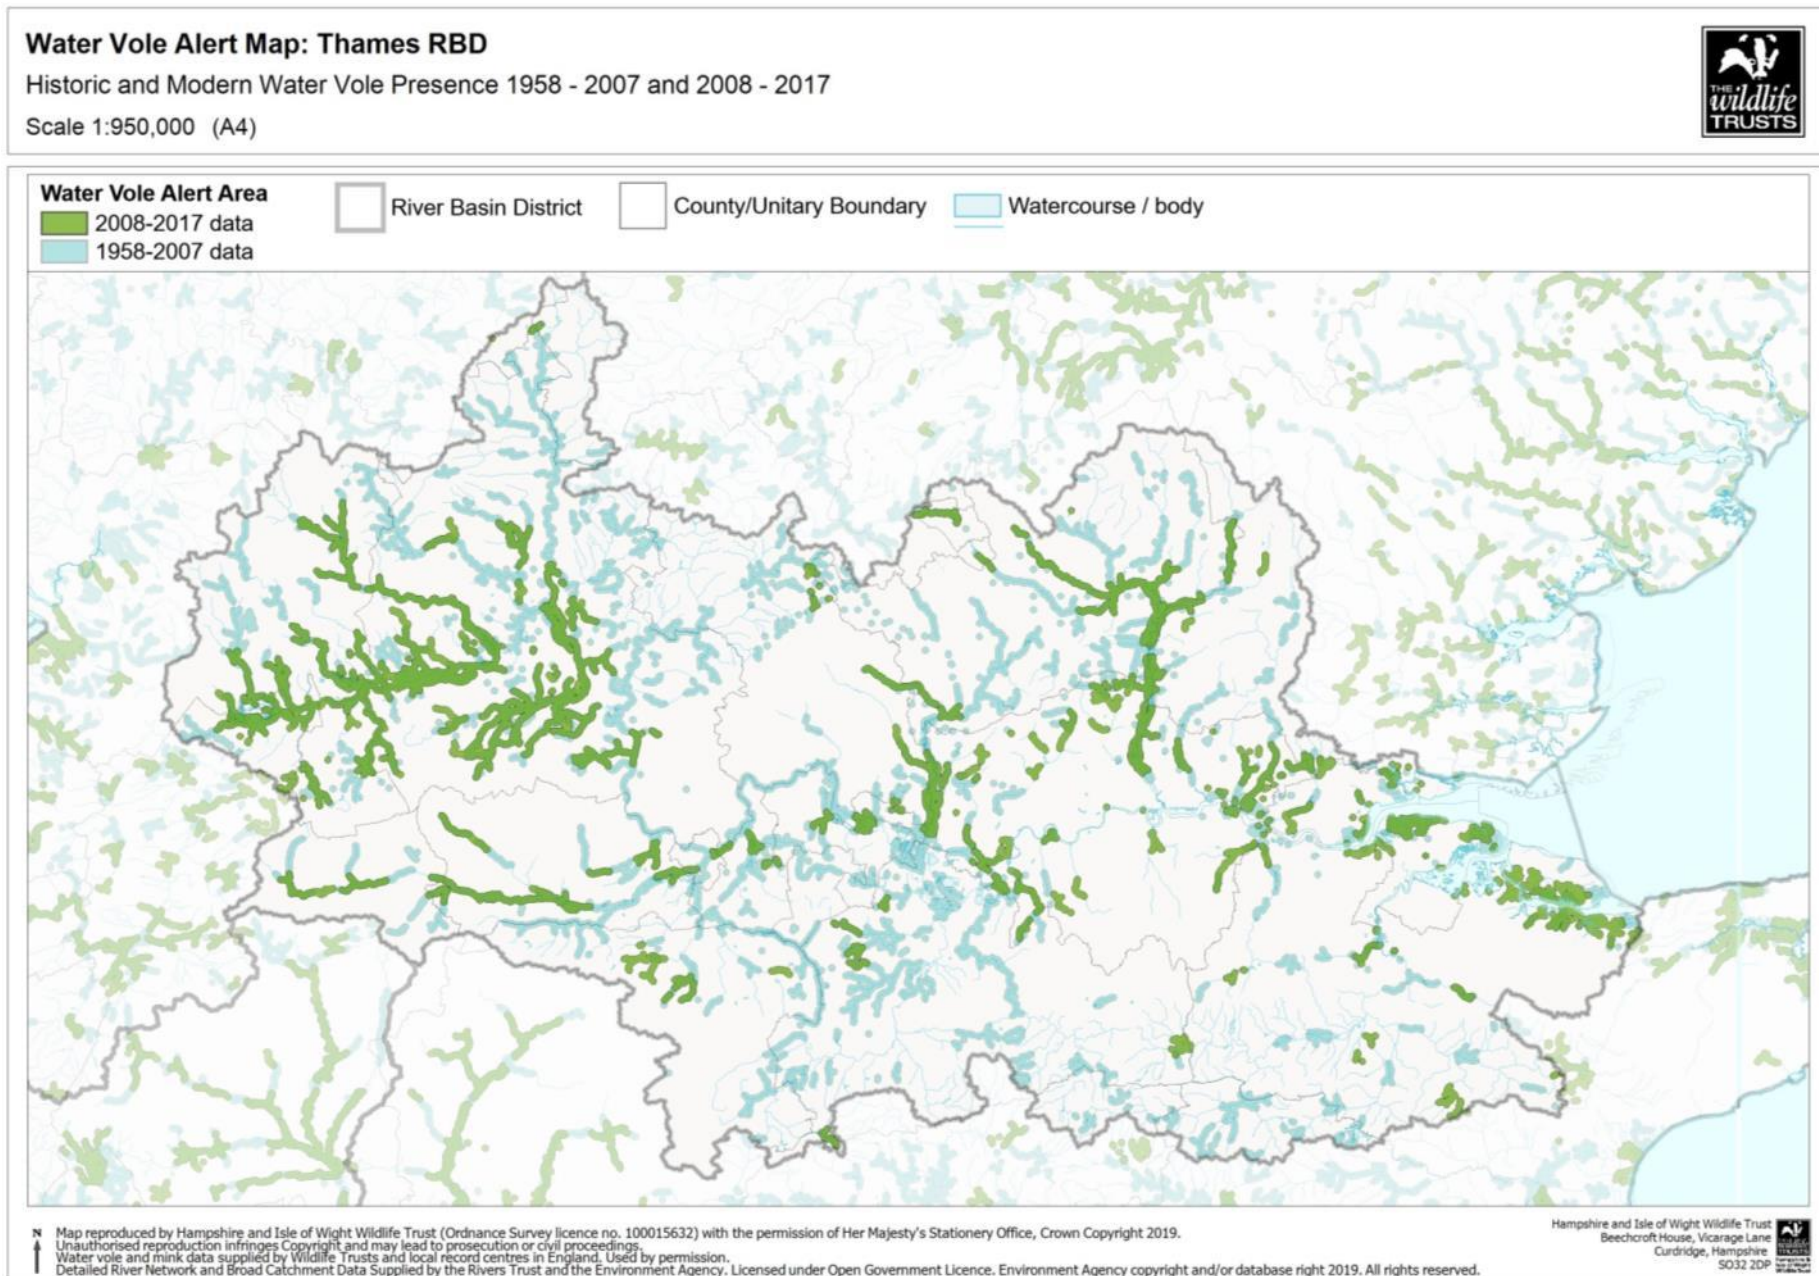 Water Vole Alert Map: Thames RBD
Historic and Modern Water Vole Presence 1958 - 2007 and 2008 - 2017
Scale 1:950,000 (A4)
THE
wildlife
TRUSTS
Water Vole Alert Area
2008-2017 data
1958-2007 data
River Basin District
County/Unitary Boundary
Watercourse / body
N
Map reproduced by Hampshire and Isle of Wight Wildlife Trust (Ordnance Survey licence no. 100015632) with the permission of Her Majesty's Stationery Office, Crown Copyright 2019.
Unauthorised reproduction infringes Copyright and may lead to prosecution or civil proceedings.
Water vole and mink data supplied by Wildlife Trusts and local record centres in England. Used by permission.
Detailed River Network and Broad Catchment Data Supplied by the Rivers Trust and the Environment Agency. Licensed under Open Government Licence. Environment Agency copyright and/or database right 2019. All rights reserved.
Hampshire and Isle of Wight Wildlife Trust
Beechcroft House, Vicarage Lane
Curdridge, Hampshire
SO32 2DP